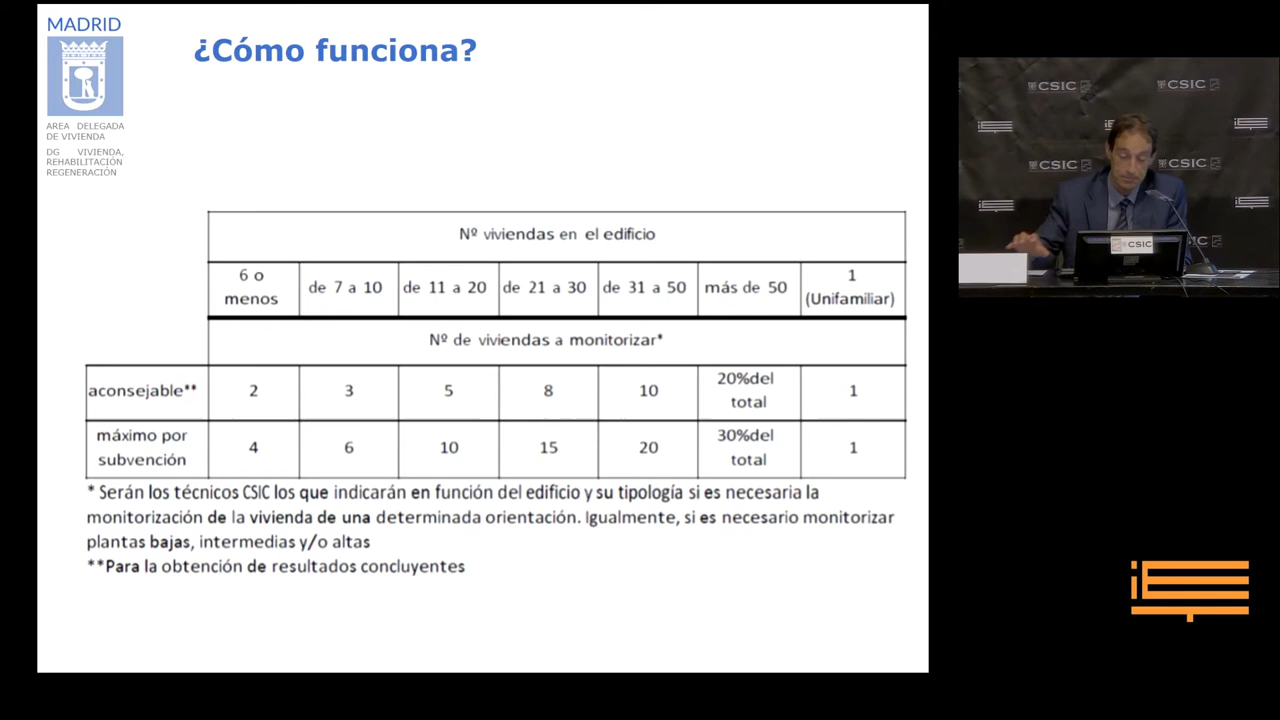 MADRID
AREA DELEGADA
DE VIVIENDA
DG VIVIENDA,
REHABILITACIÓN
REGENERACIÓN
¿Cómo funciona?
Nº viviendas en el edificio
6 o menos de 7 a 10 de 11 a 20 de 21 a 30 de 31 a 50 más de 50 1 (Unifamiliar)
Nº de viviendas a monitorizar*
aconsejable** 2 3 5 8 10 20%del total 1
máximo por subvención 4 6 10 15 20 30%del total 1
* Serán los técnicos CSIC los que indicarán en función del edificio y su tipología si es necesaria la
monitorización de la vivienda de una determinada orientación. Igualmente, si es necesario monitorizar
plantas bajas, intermedias y/o altas
**Para la obtención de resultados concluyentes
CSIC
CSIC
CSIC
CSIC
CSIC